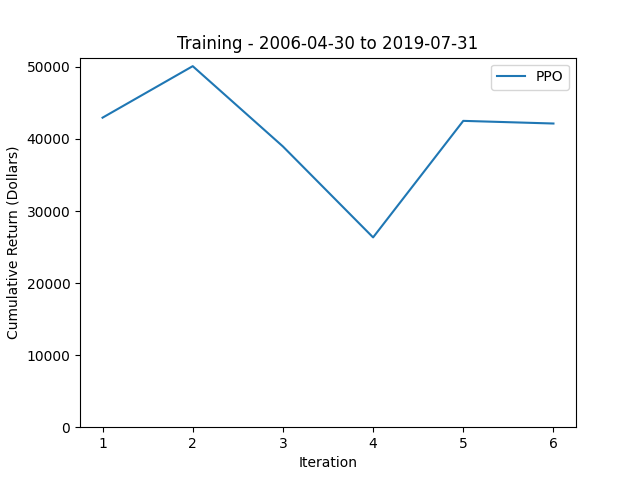 Training - 2006-04-30 to 2019-07-31
PPO
Cumulative Return (Dollars)
50000
40000
30000
20000
10000
0
1 2 3 4 5 6
Iteration